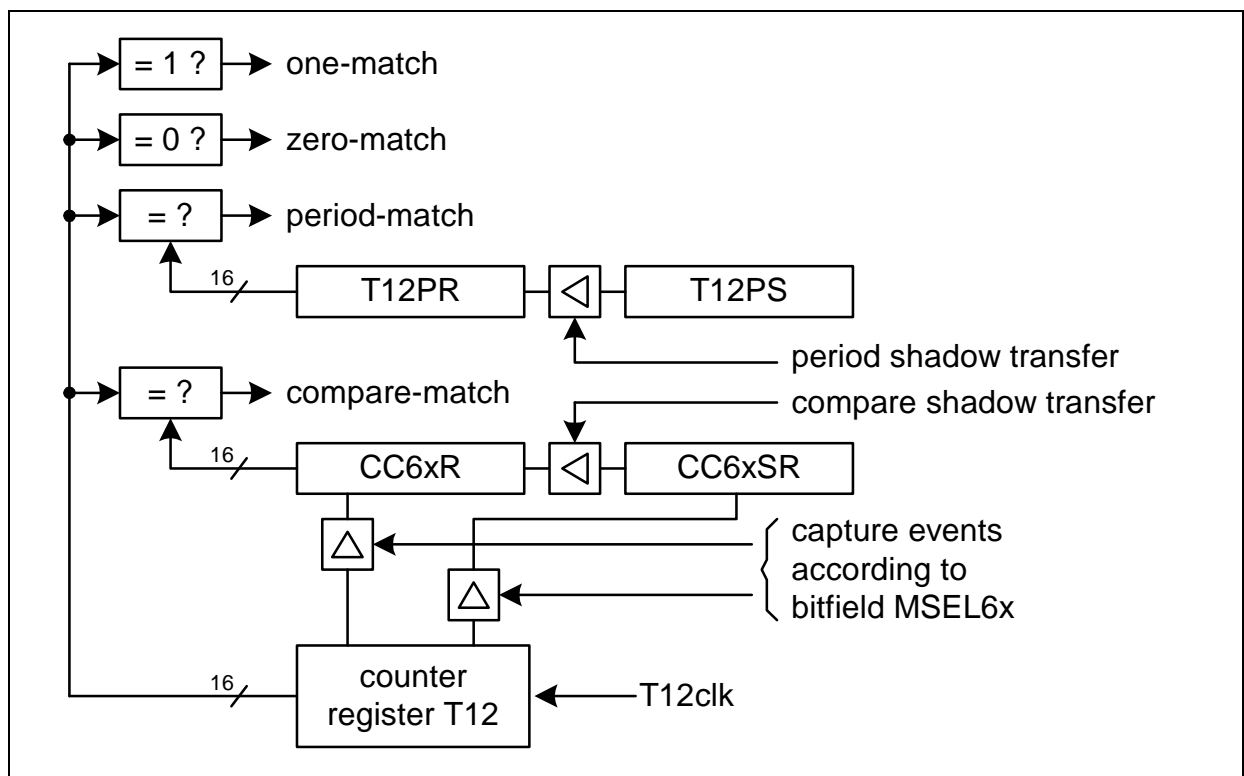 = 1 ?
one-match
= 0 ?
zero-match
= ?
period-match
16
T12PR
T12PS
period shadow transfer
= ?
compare-match
compare shadow transfer
16
CC6xR
CC6xSR
capture events
according to
bitfield MSEL6x
16
counter
register T12
T12clk